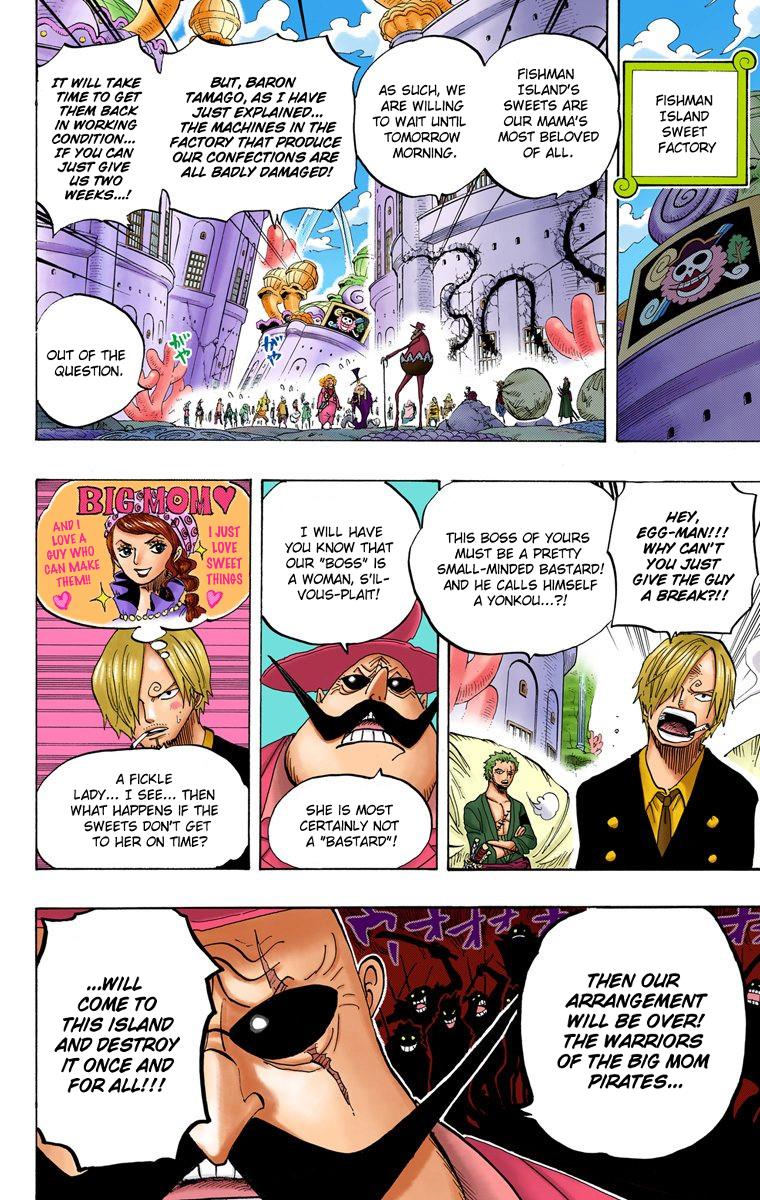 FISHMAN
ISLAND
SWEET
FACTORY
FISHMAN
ISLAND'S
SWEETS ARE
OUR MAMA'S
MOST BELOVED
OF ALL.
AS SUCH, WE
ARE WILLING
TO WAIT UNTIL
TOMORROW
MORNING.
BUT, BARON
TAMAGO, AS I HAVE
JUST EXPLAINED...
THE MACHINES IN THE
FACTORY THAT PRODUCE
OUR CONFECTIONS ARE
ALL BADLY DAMAGED!
IT WILL TAKE
TIME TO GET
THEM BACK
IN WORKING
CONDITION...
IF YOU CAN
JUST GIVE
US TWO
WEEKS...!
ガヤ
ガヤ
OUT OF THE
QUESTION.
HEY,
EGG-MAN!!!
WHY CAN'T
YOU JUST
GIVE THE GUY
A BREAK?!!
THIS BOSS OF YOURS
MUST BE A PRETTY
SMALL-MINDED BASTARD!
AND HE CALLS HIMSELF
A YONKOU...?!
I WILL HAVE
YOU KNOW THAT
OUR "BOSS" IS
A WOMAN, S'IL-
VOUS-PLAIT!
SHE IS MOST
CERTAINLY NOT
A "BASTARD"!
BIG MOM♥
I JUST
LOVE
SWEET
THINGS
AND I
LOVE A
GUY WHO
CAN MAKE
THEM!!
A FICKLE
LADY... I SEE... THEN
WHAT HAPPENS IF THE
SWEETS DON'T GET
TO HER ON TIME?
THEN OUR
ARRANGEMENT
WILL BE OVER!
THE WARRIORS
OF THE BIG MOM
PIRATES...
...WILL
COME TO
THIS ISLAND
AND DESTROY
IT ONCE AND
FOR ALL!!!